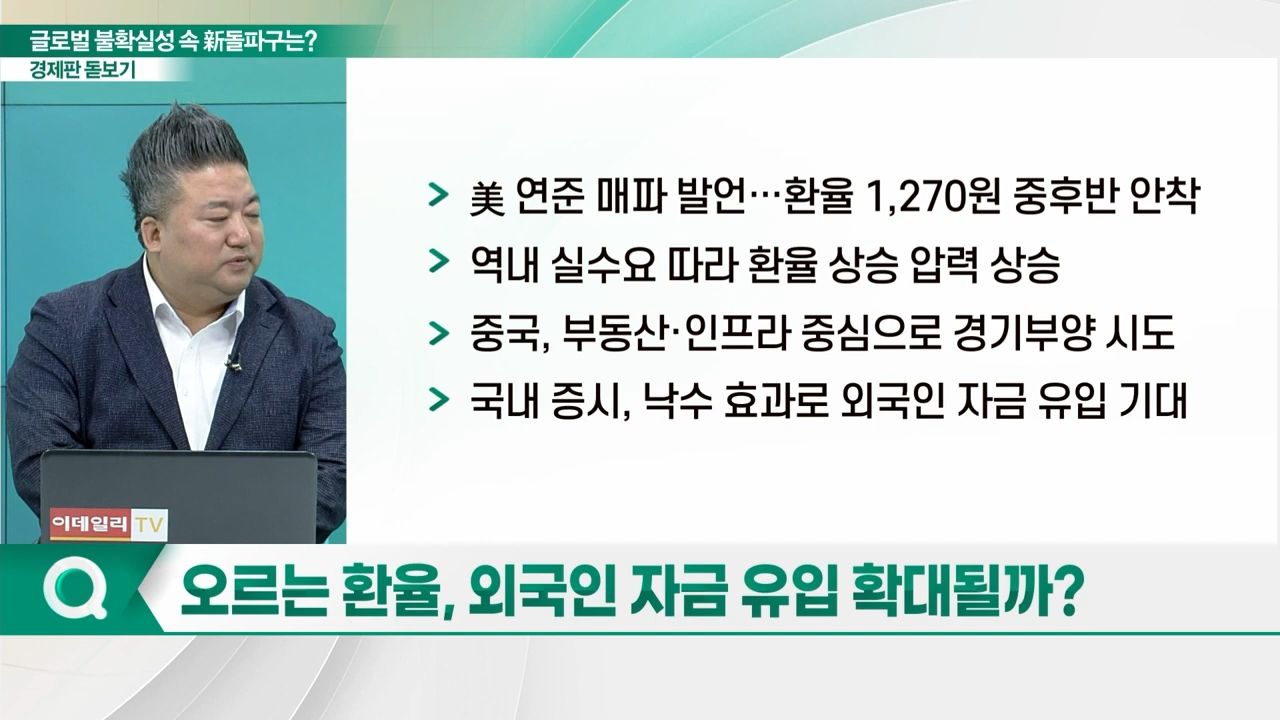 글로벌 불확실성 속 新돌파구는?
경제판 돋보기
> 美 연준 매파 발언…환율 1,270원 중후반 안착
> 역내 실수요 따라 환율 상승 압력 상승
> 중국, 부동산·인프라 중심으로 경기부양 시도
> 국내 증시, 낙수 효과로 외국인 자금 유입 기대
이데일리TV
Q 오르는 환율, 외국인 자금 유입 확대될까?